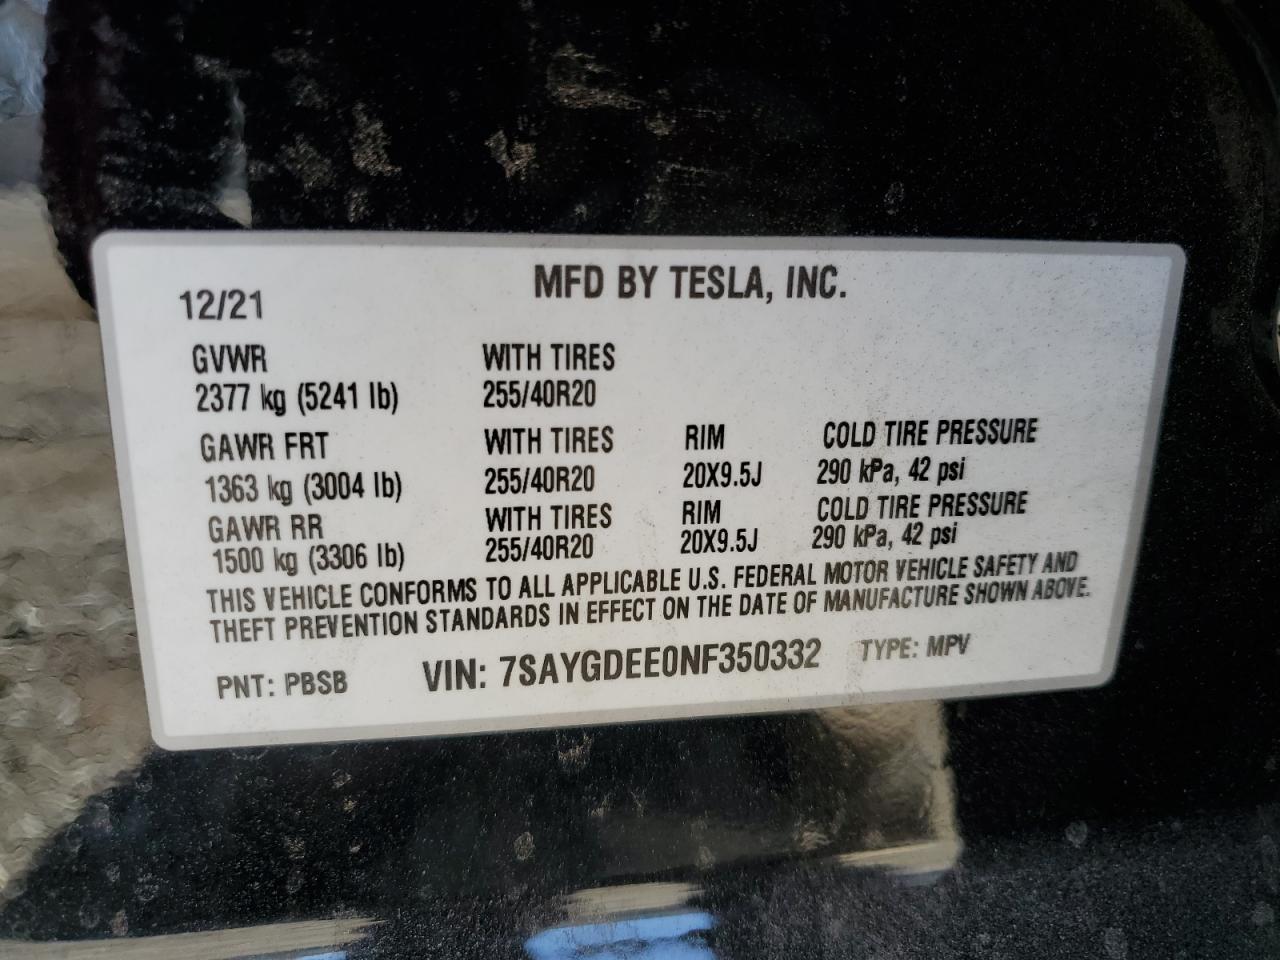 MFD BY TESLA, INC.
12/21
GVWR WITH TIRES
2377 kg (5241 lb) 255/40R20
GAWR FRT WITH TIRES RIM COLD TIRE PRESSURE
1363 kg (3004 lb) 255/40R20 20X9.5J 290 kPa, 42 psi
GAWR RR WITH TIRES RIM COLD TIRE PRESSURE
1500 kg (3306 lb) 255/40R20 20X9.5J 290 kPa, 42 psi
THIS VEHICLE CONFORMS TO ALL APPLICABLE U.S. FEDERAL MOTOR VEHICLE SAFETY AND
THEFT PREVENTION STANDARDS IN EFFECT ON THE DATE OF MANUFACTURE SHOWN ABOVE.
PNT: PBSB VIN: 7SAYGDEE0NF350332 TYPE: MPV